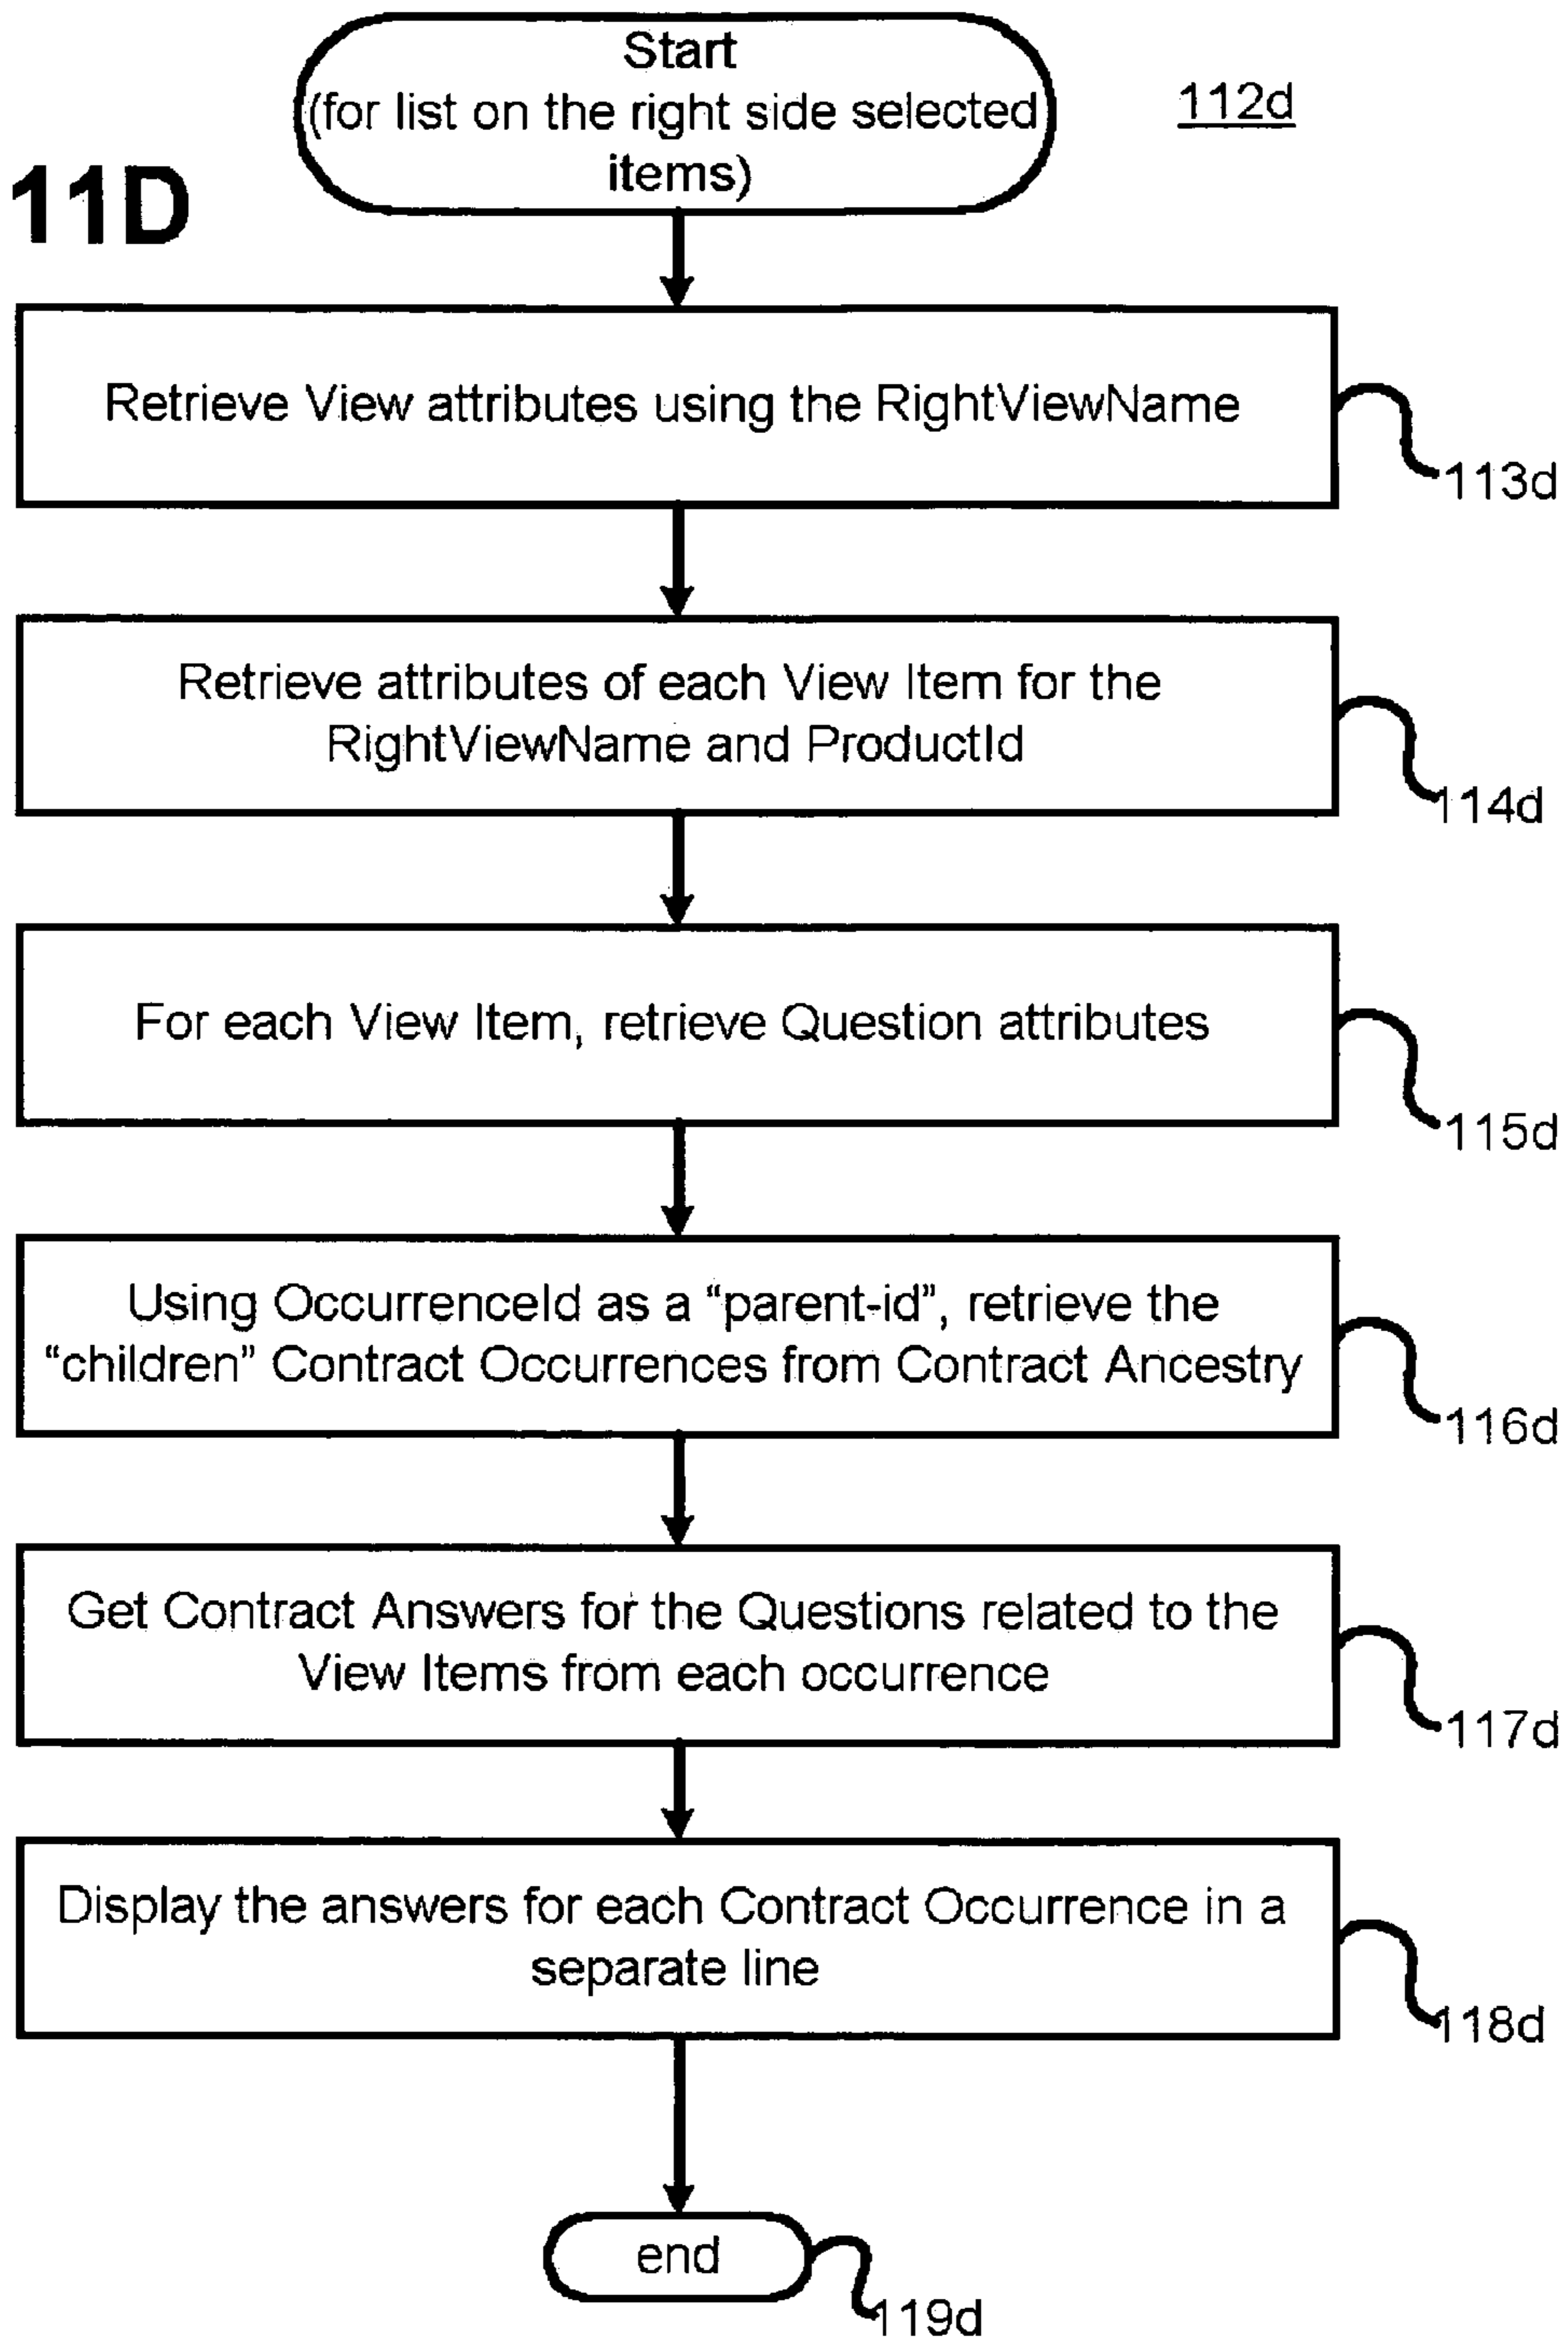 Start
(for list on the right side selected
items)
112d
11D
Retrieve View attributes using the RightViewName
113d
Retrieve attributes of each View Item for the
RightViewName and ProductId
114d
For each View Item, retrieve Question attributes
115d
Using OccurrenceId as a “parent-id”, retrieve the
“children” Contract Occurrences from Contract Ancestry
116d
Get Contract Answers for the Questions related to the
View Items from each occurrence
117d
Display the answers for each Contract Occurrence in a
separate line
118d
end
119d